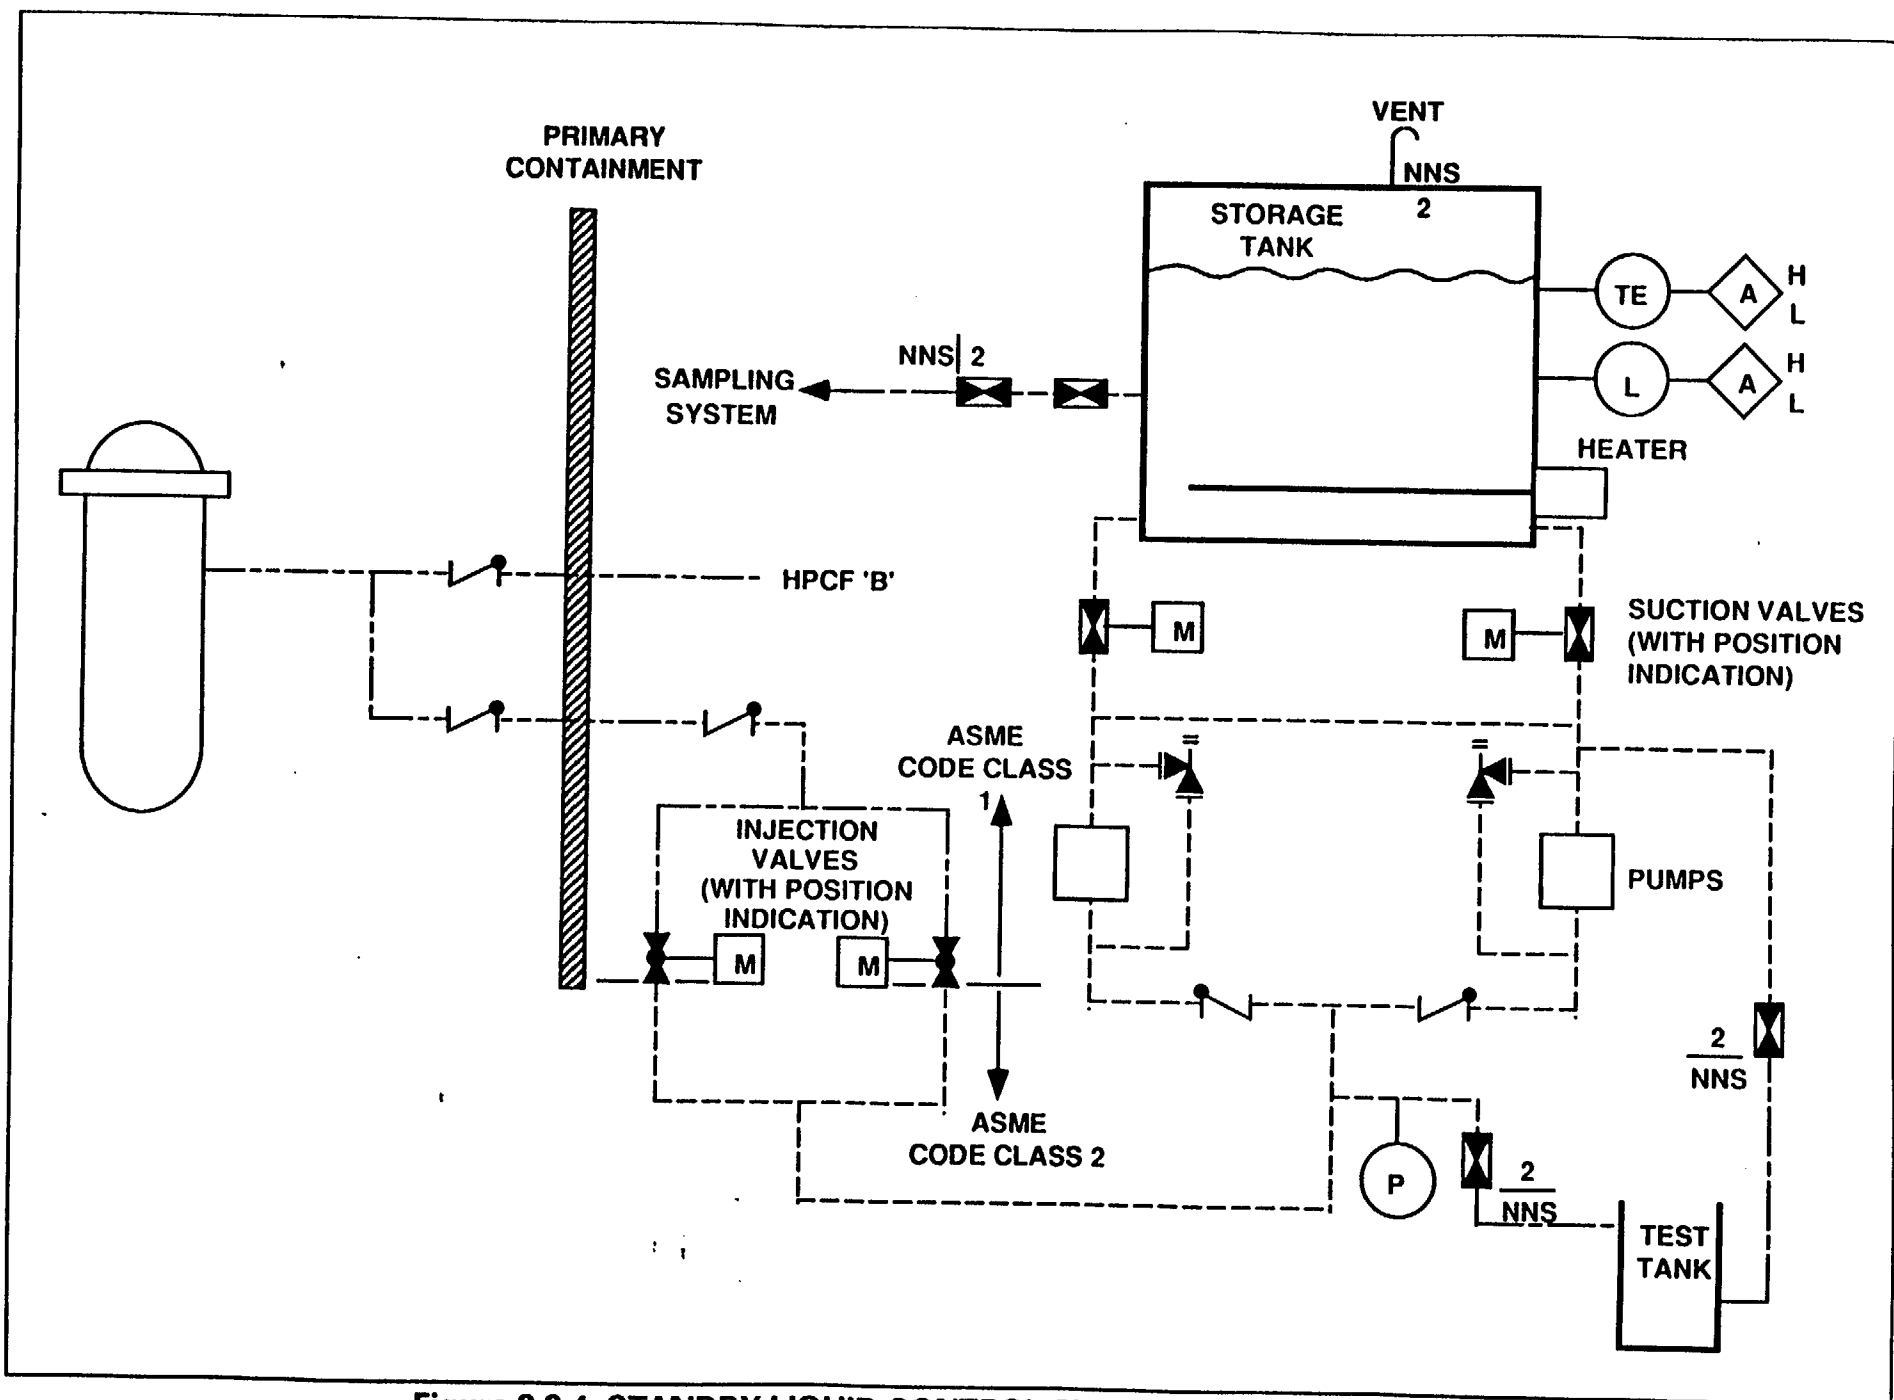 PRIMARY
CONTAINMENT
VENT
NNS
2
STORAGE
TANK
TE
A
H
L
L
A
H
L
NNS 2
SAMPLING
SYSTEM
HEATER
HPCF 'B'
M
M
SUCTION VALVES
(WITH POSITION
INDICATION)
ASME
CODE CLASS
1
INJECTION
VALVES
(WITH POSITION
INDICATION)
M
M
PUMPS
2
NNS
ASME
CODE CLASS 2
P
2
NNS
TEST
TANK